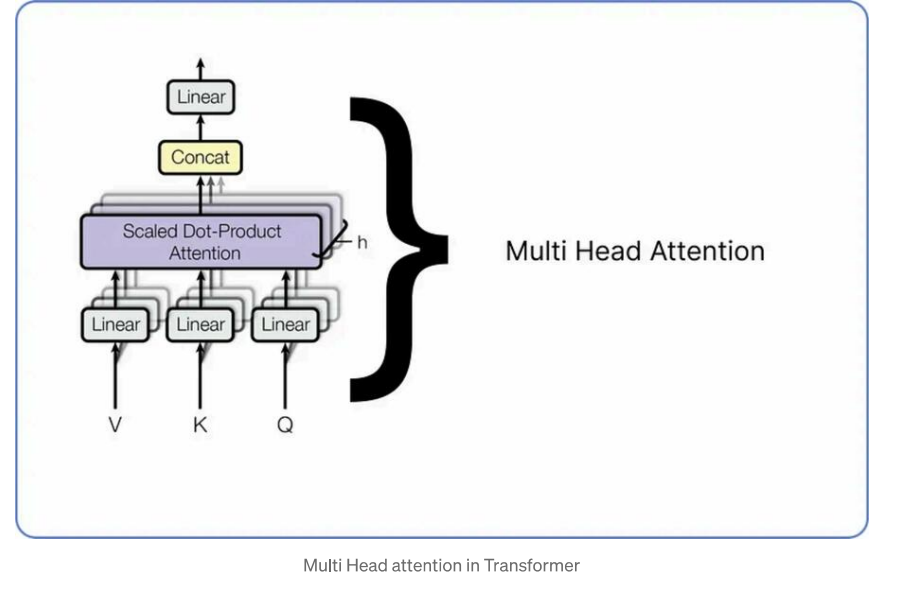 Linear
Concat
Scaled Dot-Product
Attention
h
Linear
Linear
Linear
V
K
Q
Multi Head Attention
Multi Head attention in Transformer